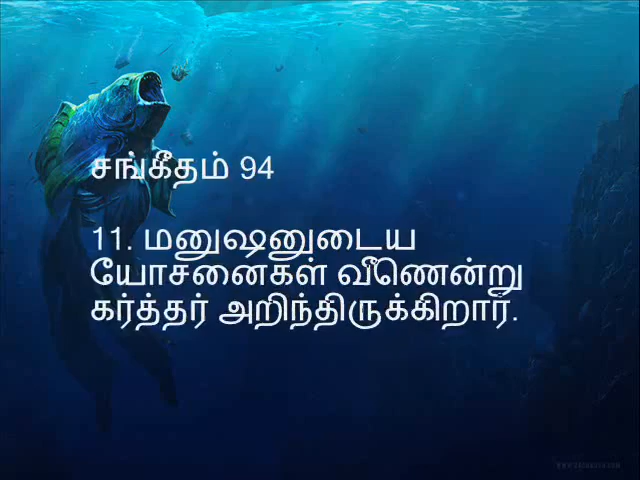 சங்கீதம் 94
11. மனுஷனுடைய
யோசனைகள் வீணென்று
கர்த்தர் அறிந்திருக்கிறார்.